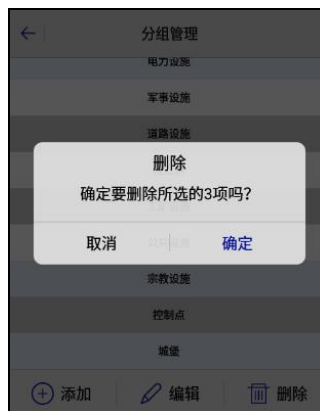 分组管理
电力设施
军事设施
道路设施
删除
确定要删除所选的3项吗?
取消 确定
宗教设施
控制点
城堡
添加 编辑 删除